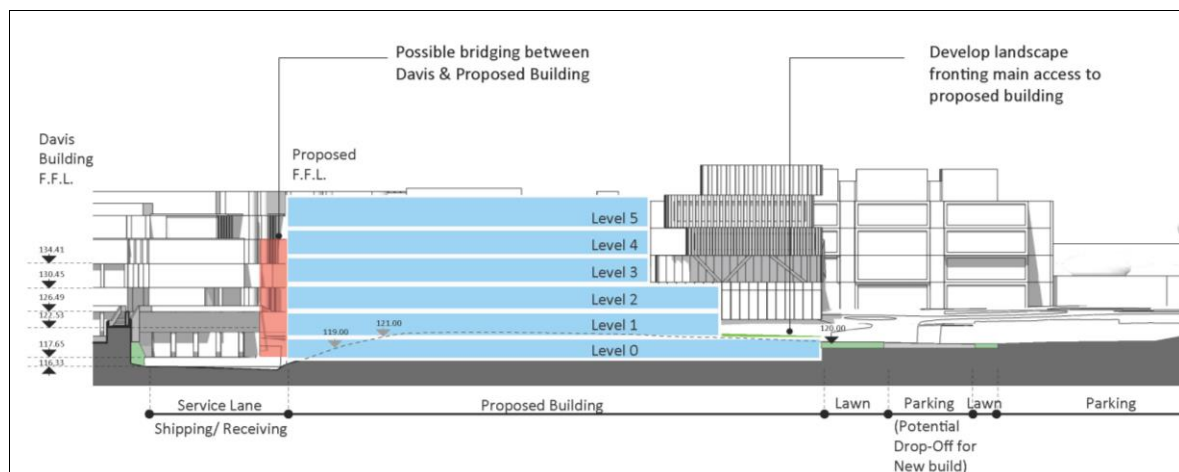 Possible bridging between
Davis & Proposed Building
Develop landscape
fronting main access to
proposed building
Davis
Building
F.F.L.
Proposed
F.F.L.
Level 5
Level 4
Level 3
Level 2
Level 1
Level 0
134.41
130.45
126.49
122.53
117.65
116.33
119.00
121.00
120.00
Service Lane
Shipping/ Receiving
Proposed Building
Lawn
Parking
(Potential
Drop-Off for
New build)
Lawn
Parking